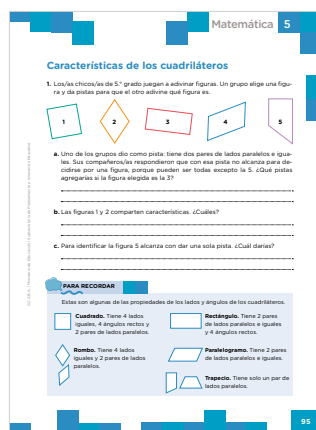 Matemática 5
Características de los cuadriláteros
1. Los/as chicos/as de 5.° grado juegan a adivinar figuras. Un grupo elige una figu-
ra y da pistas para que el otro adivine qué figura es.
1 2 3 4 5
a. Uno de los grupos dio como pista: tiene dos pares de lados paralelos e igua-
les. Sus compañeros/as respondieron que con esa pista no alcanza para de-
cidirse por una figura, porque pueden ser todas excepto la 5. ¿Qué pistas
agregarías si la figura elegida es la 3?
b. Las figuras 1 y 2 comparten características. ¿Cuáles?
c. Para identificar la figura 5 alcanza con dar una sola pista. ¿Cuál darías?
PARA RECORDAR
Estas son algunas de las propiedades de los lados y ángulos de los cuadriláteros.
Cuadrado. Tiene 4 lados
iguales, 4 ángulos rectos y
2 pares de lados paralelos.
Rectángulo. Tiene 2 pares
de lados paralelos e iguales
y 4 ángulos rectos.
Rombo. Tiene 4 lados
iguales y 2 pares de lados
paralelos.
Paralelogramo. Tiene 2 pares
de lados paralelos e iguales.
Trapecio. Tiene solo un par de
lados paralelos.
95